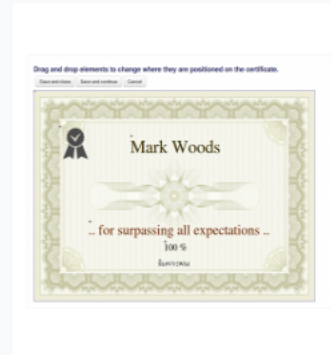 Drag and drop elements to change where they are positioned on the certificate.
Save and close Save and continue Cancel
Mark Woods
.. for surpassing all expectations ..
100 %